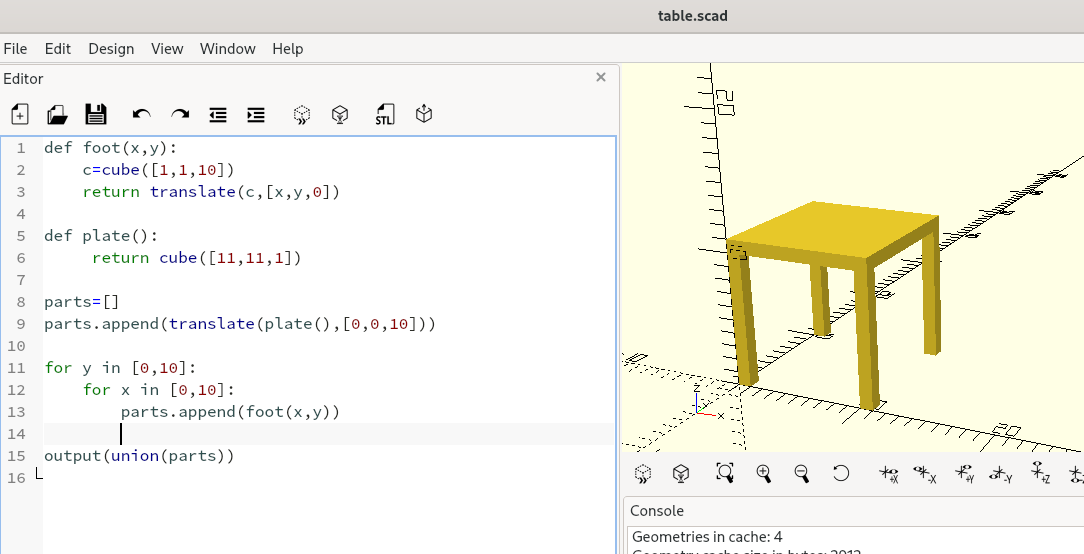 table.scad
File Edit Design View Window Help
Editor
STL
1 def foot(x,y):
2     c=cube([1,1,10])
3     return translate(c,[x,y,0])
4
5 def plate():
6      return cube([11,11,1])
7
8 parts=[]
9 parts.append(translate(plate(),[0,0,10]))
10
11 for y in [0,10]:
12     for x in [0,10]:
13         parts.append(foot(x,y))
14
15 output(union(parts))
16
20
z
x
+X -X +Y -Y +Z
Console
Geometries in cache: 4
Geometry cache size in bytes: 2912